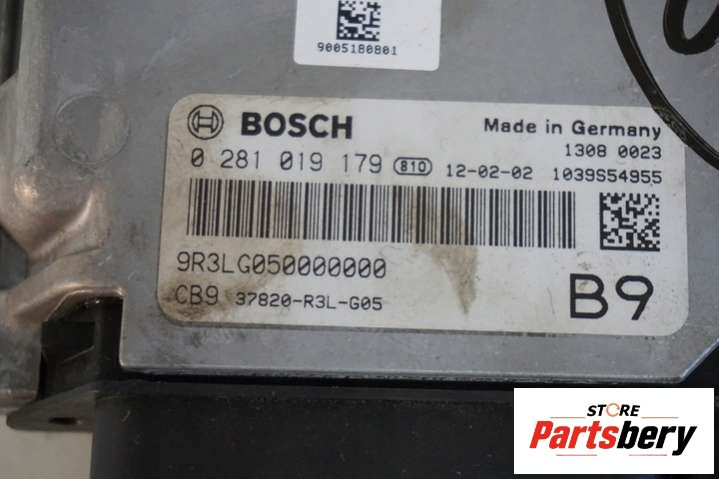 9005180801
BOSCH
Made in Germany
0 281 019 179 810 12-02-02
1308 0023
1039S54955
9R3LG050000000
CB9 37820-R3L-G05
B9
STORE
Partsbery